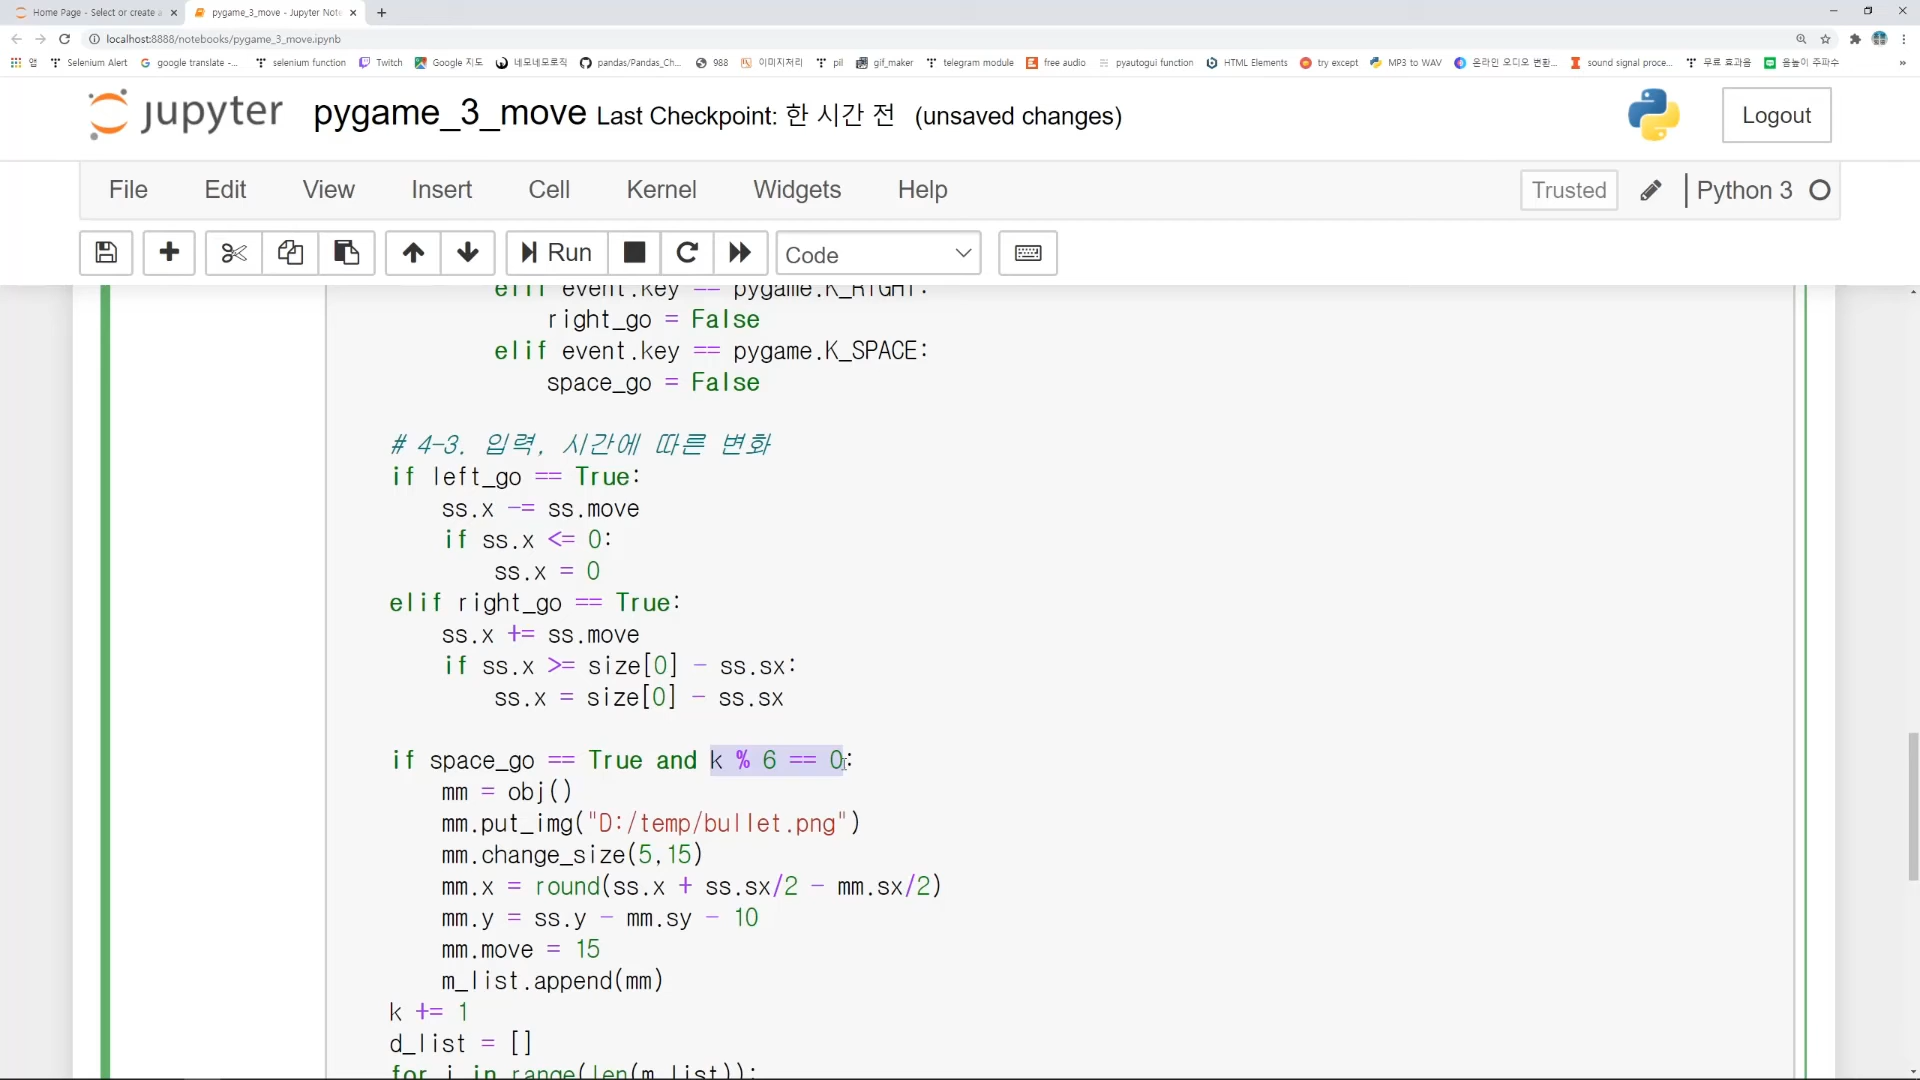 Home Page - Select or create a
pygame_3_move - Jupyter Note
localhost:8888/notebooks/pygame_3_move.ipynb
앱 Selenium Alert google translate -... selenium function Twitch Google 지도 네모네모로직 pandas/Pandas_Ch... 988 이미지처리 pil gif_maker telegram module free audio pyautogui function HTML Elements try except MP3 to WAV 온라인 오디오 변환... sound signal proce... 무료 효과음 음높이 주파수 »
jupyter pygame_3_move Last Checkpoint: 한 시간 전 (unsaved changes)
Logout
File Edit View Insert Cell Kernel Widgets Help
Trusted Python 3
Run Code
elif event.key == pygame.K_RIGHT:
right_go = False
elif event.key == pygame.K_SPACE:
space_go = False
# 4-3. 입력, 시간에 따른 변화
if left_go == True:
ss.x -= ss.move
if ss.x <= 0:
ss.x = 0
elif right_go == True:
ss.x += ss.move
if ss.x >= size[0] - ss.sx:
ss.x = size[0] - ss.sx
if space_go == True and k % 6 == 0:
mm = obj()
mm.put_img("D:/temp/bullet.png")
mm.change_size(5,15)
mm.x = round(ss.x + ss.sx/2 - mm.sx/2)
mm.y = ss.y - mm.sy - 10
mm.move = 15
m_list.append(mm)
k += 1
d_list = []
for i in range(len(m_list)):